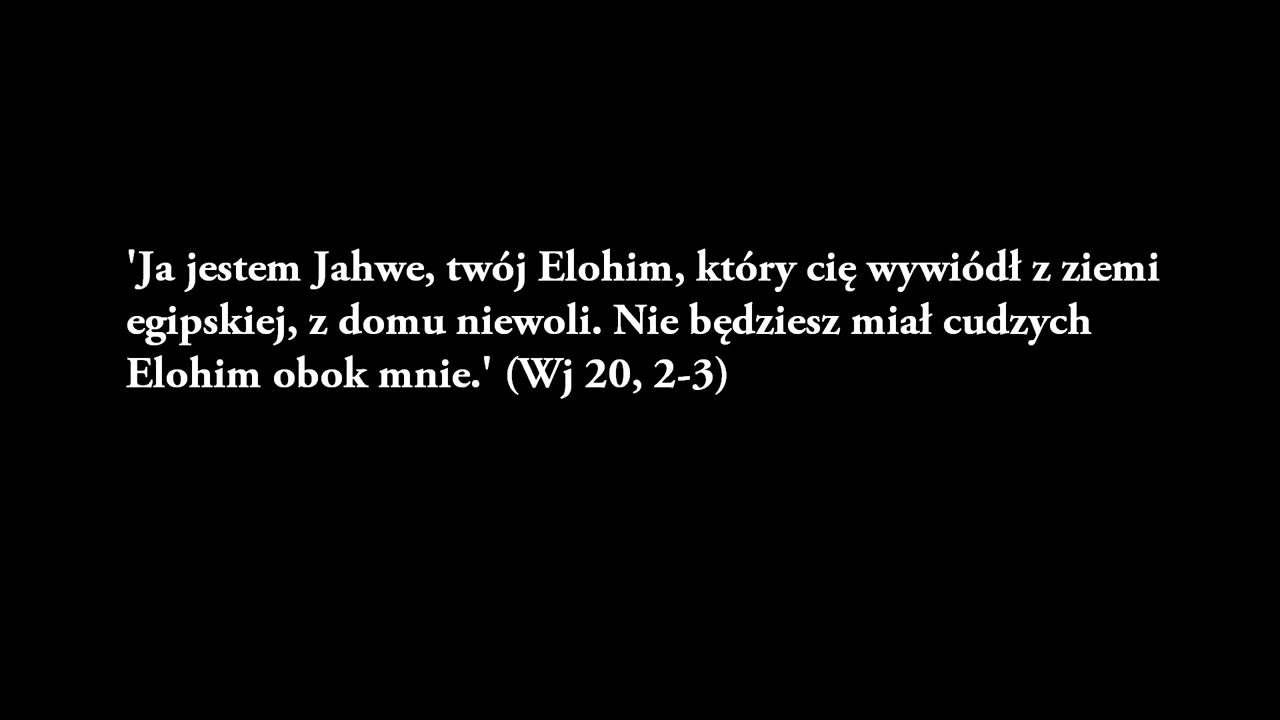 'Ja jestem Jahwe, twój Elohim, który cię wywiódł z ziemi
egipskiej, z domu niewoli. Nie będziesz miał cudzych
Elohim obok mnie.' (Wj 20, 2-3)